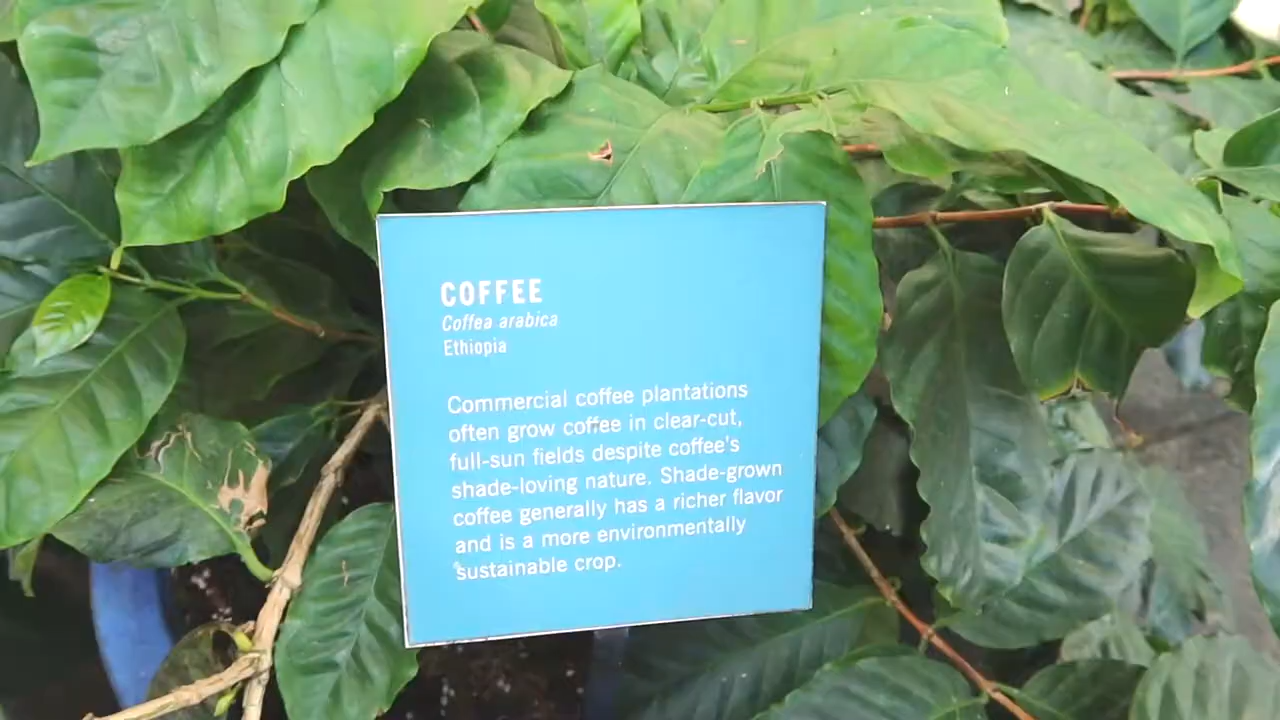 COFFEE
Coffea arabica
Ethiopia
Commercial coffee plantations
often grow coffee in clear-cut,
full-sun fields despite coffee's
shade-loving nature. Shade-grown
coffee generally has a richer flavor
and is a more environmentally
sustainable crop.